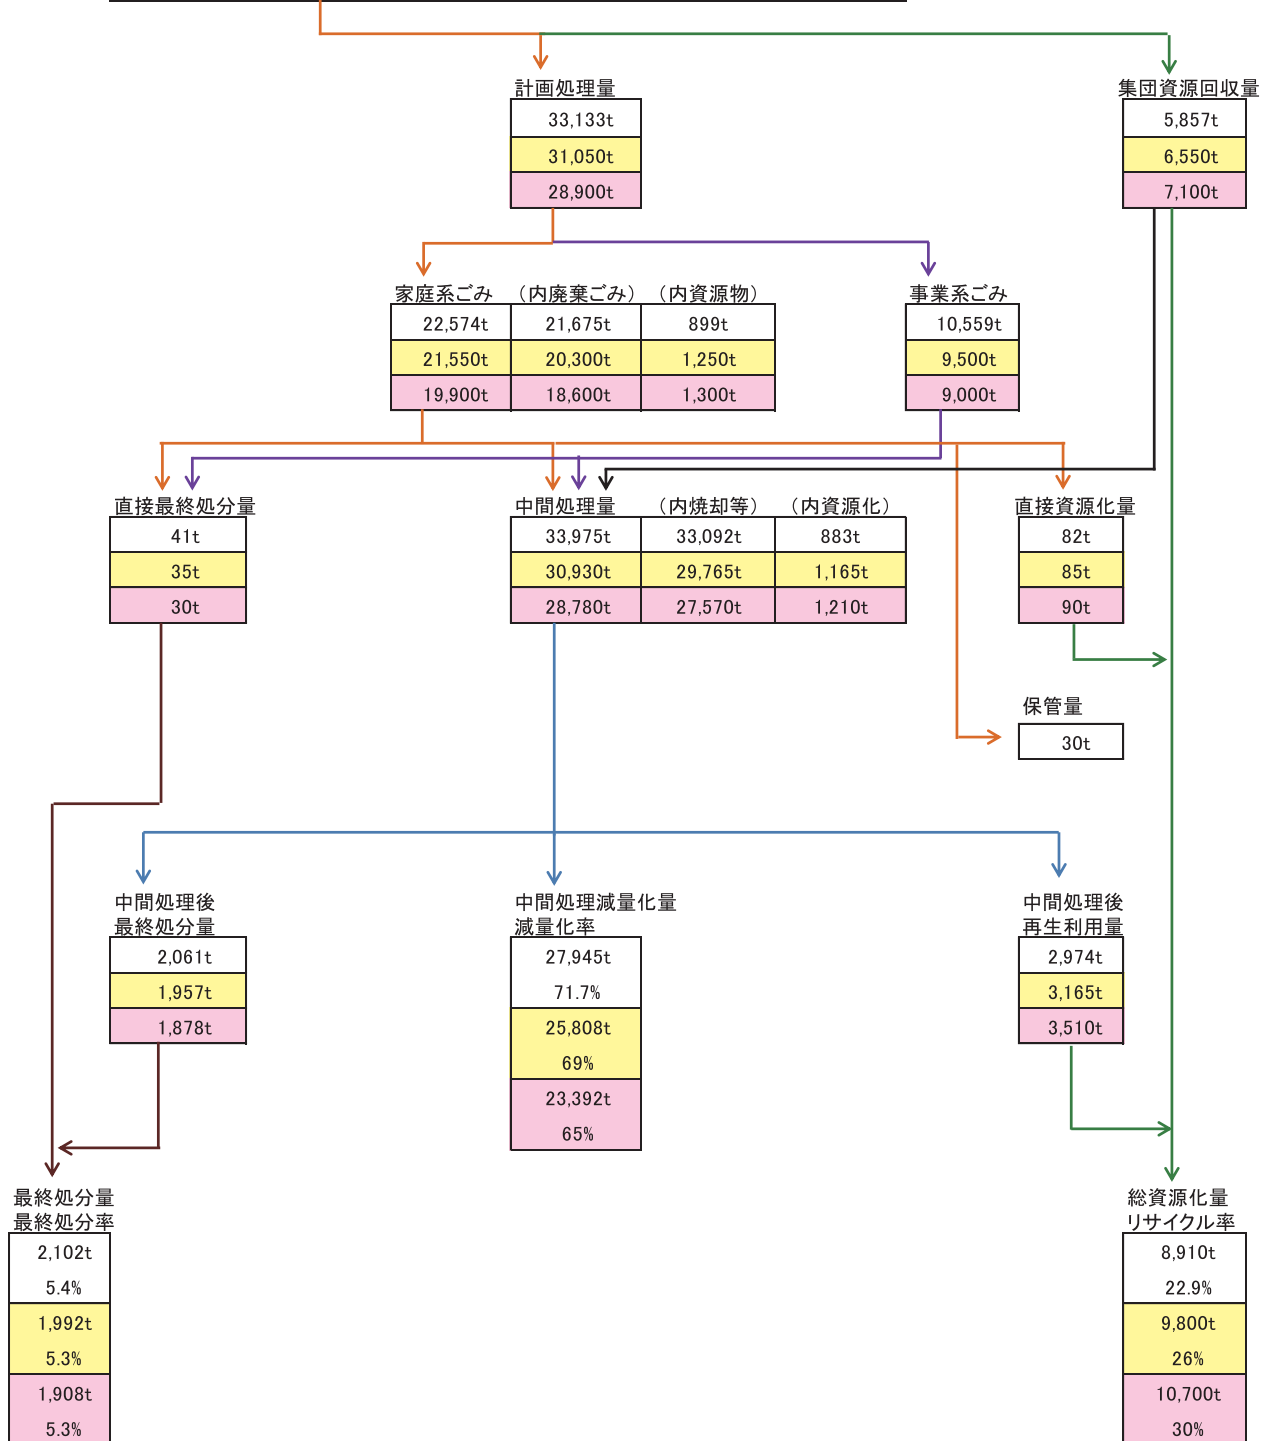 計画処理量
33,133t
31,050t
28,900t
集団資源回収量
5,857t
6,550t
7,100t
家庭系ごみ （内廃棄ごみ） （内資源物）
22,574t 21,675t 899t
21,550t 20,300t 1,250t
19,900t 18,600t 1,300t
事業系ごみ
10,559t
9,500t
9,000t
直接最終処分量
41t
35t
30t
中間処理量 （内焼却等） （内資源化）
33,975t 33,092t 883t
30,930t 29,765t 1,165t
28,780t 27,570t 1,210t
直接資源化量
82t
85t
90t
保管量
30t
中間処理後
最終処分量
2,061t
1,957t
1,878t
中間処理減量化量
減量化率
27,945t
71.7%
25,808t
69%
23,392t
65%
中間処理後
再生利用量
2,974t
3,165t
3,510t
最終処分量
最終処分率
2,102t
5.4%
1,992t
5.3%
1,908t
5.3%
総資源化量
リサイクル率
8,910t
22.9%
9,800t
26%
10,700t
30%